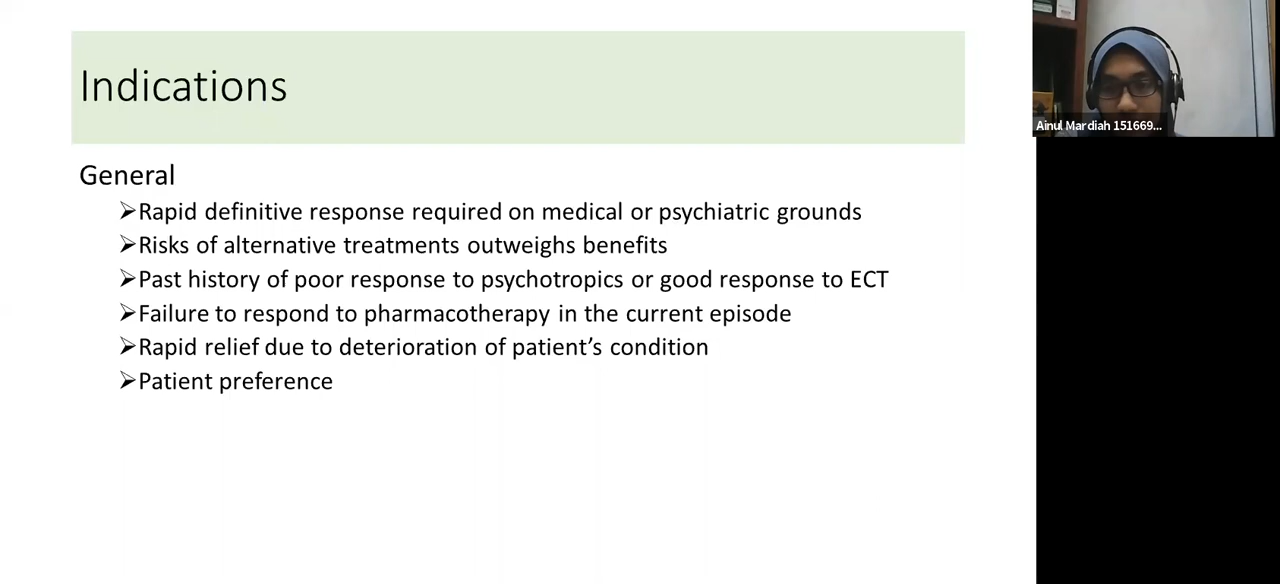 Indications
General
➢Rapid definitive response required on medical or psychiatric grounds
➢Risks of alternative treatments outweighs benefits
➢Past history of poor response to psychotropics or good response to ECT
➢Failure to respond to pharmacotherapy in the current episode
➢Rapid relief due to deterioration of patient’s condition
➢Patient preference
Ainul Mardiah 151669...